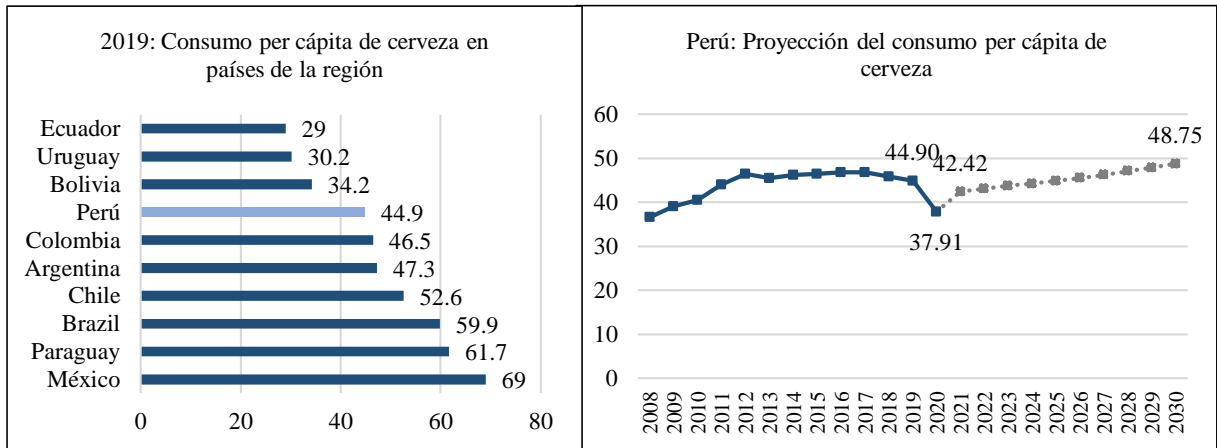 2019: Consumo per cápita de cerveza en
países de la región
Ecuador 29
Uruguay 30.2
Bolivia 34.2
Perú 44.9
Colombia 46.5
Argentina 47.3
Chile 52.6
Brazil 59.9
Paraguay 61.7
México 69
0 20 40 60 80
Perú: Proyección del consumo per cápita de
cerveza
60
50
40
30
20
10
0
48.75
44.90
42.42
37.91
2008 2009 2010 2011 2012 2013 2014 2015 2016 2017 2018 2019 2020 2021 2022 2023 2024 2025 2026 2027 2028 2029 2030